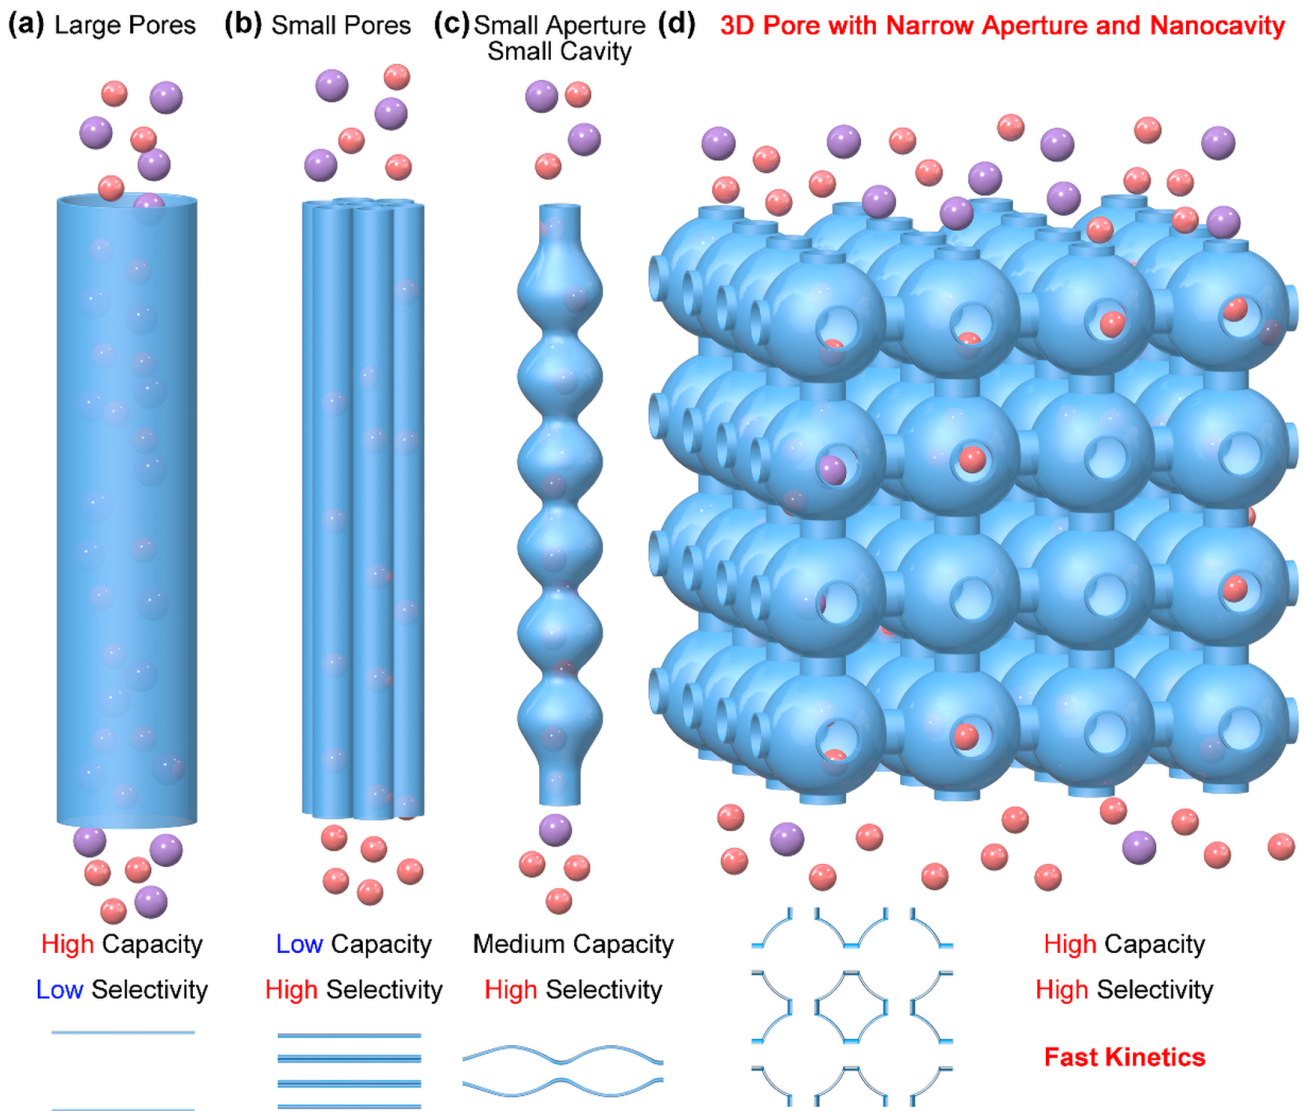 (a) Large Pores
(b) Small Pores
(c) Small Aperture
Small Cavity
(d) 3D Pore with Narrow Aperture and Nanocavity
High Capacity
Low Selectivity
Low Capacity
High Selectivity
Medium Capacity
High Selectivity
High Capacity
High Selectivity
Fast Kinetics